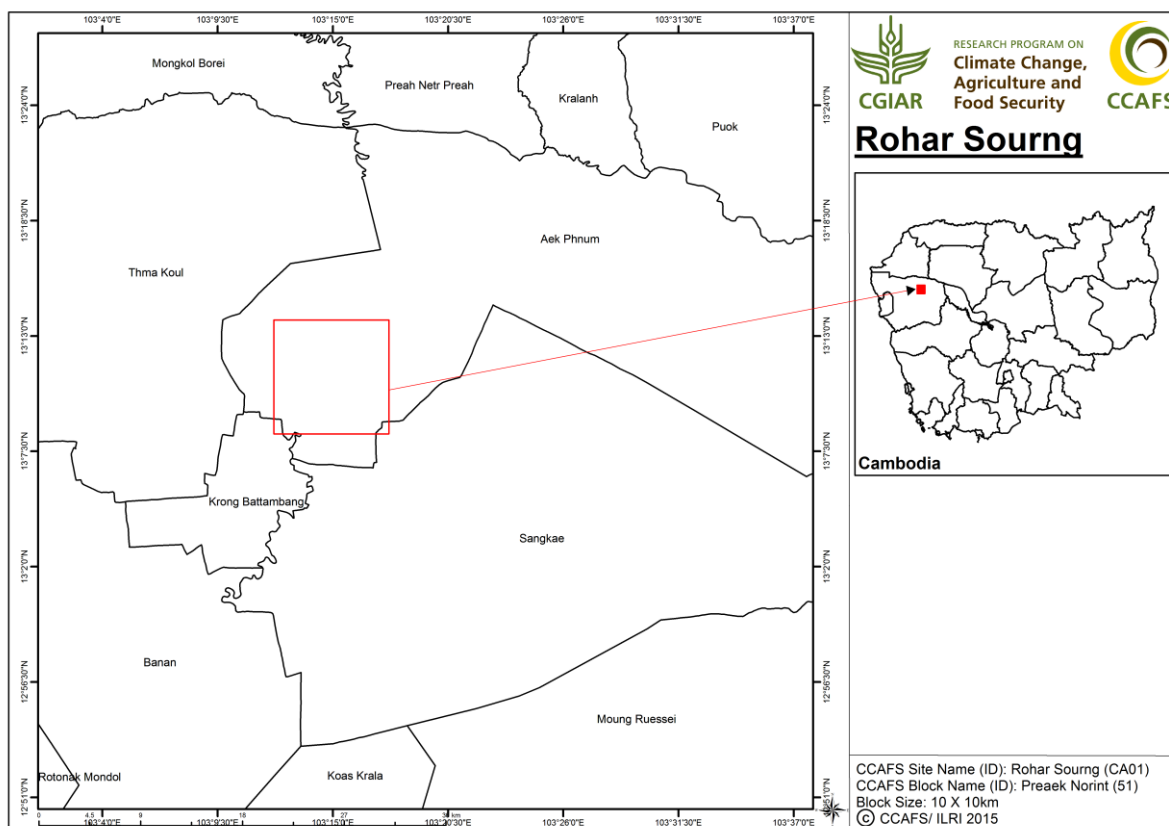 103°4'0"E
103°9'30"E
103°15'0"E
103°20'30"E
103°26'0"E
103°31'30"E
103°37'0"E
13°24'0"N
13°18'30"N
13°13'0"N
13°7'30"N
13°2'0"N
12°56'30"N
12°51'0"N
Mongkol Borei
Preah Netr Preah
Kralanh
Puok
Aek Phnum
Thma Koul
Krong Battambang
Sangkae
Banan
Moung Ruessei
Rotonak Mondol
Koas Krala
13°24'0"N
13°18'30"N
13°13'0"N
13°7'30"N
13°2'0"N
12°56'30"N
12°51'0"N
0 4.5 9 18 27 36 km
103°4'0"E
103°9'30"E
103°15'0"E
103°20'30"E
103°26'0"E
103°31'30"E
103°37'0"E
CGIAR
RESEARCH PROGRAM ON
Climate Change,
Agriculture and
Food Security
CCAFS
Rohar Sourng
Cambodia
CCAFS Site Name (ID): Rohar Sourng (CA01)
CCAFS Block Name (ID): Preaek Norint (51)
Block Size: 10 X 10km
© CCAFS/ ILRI 2015